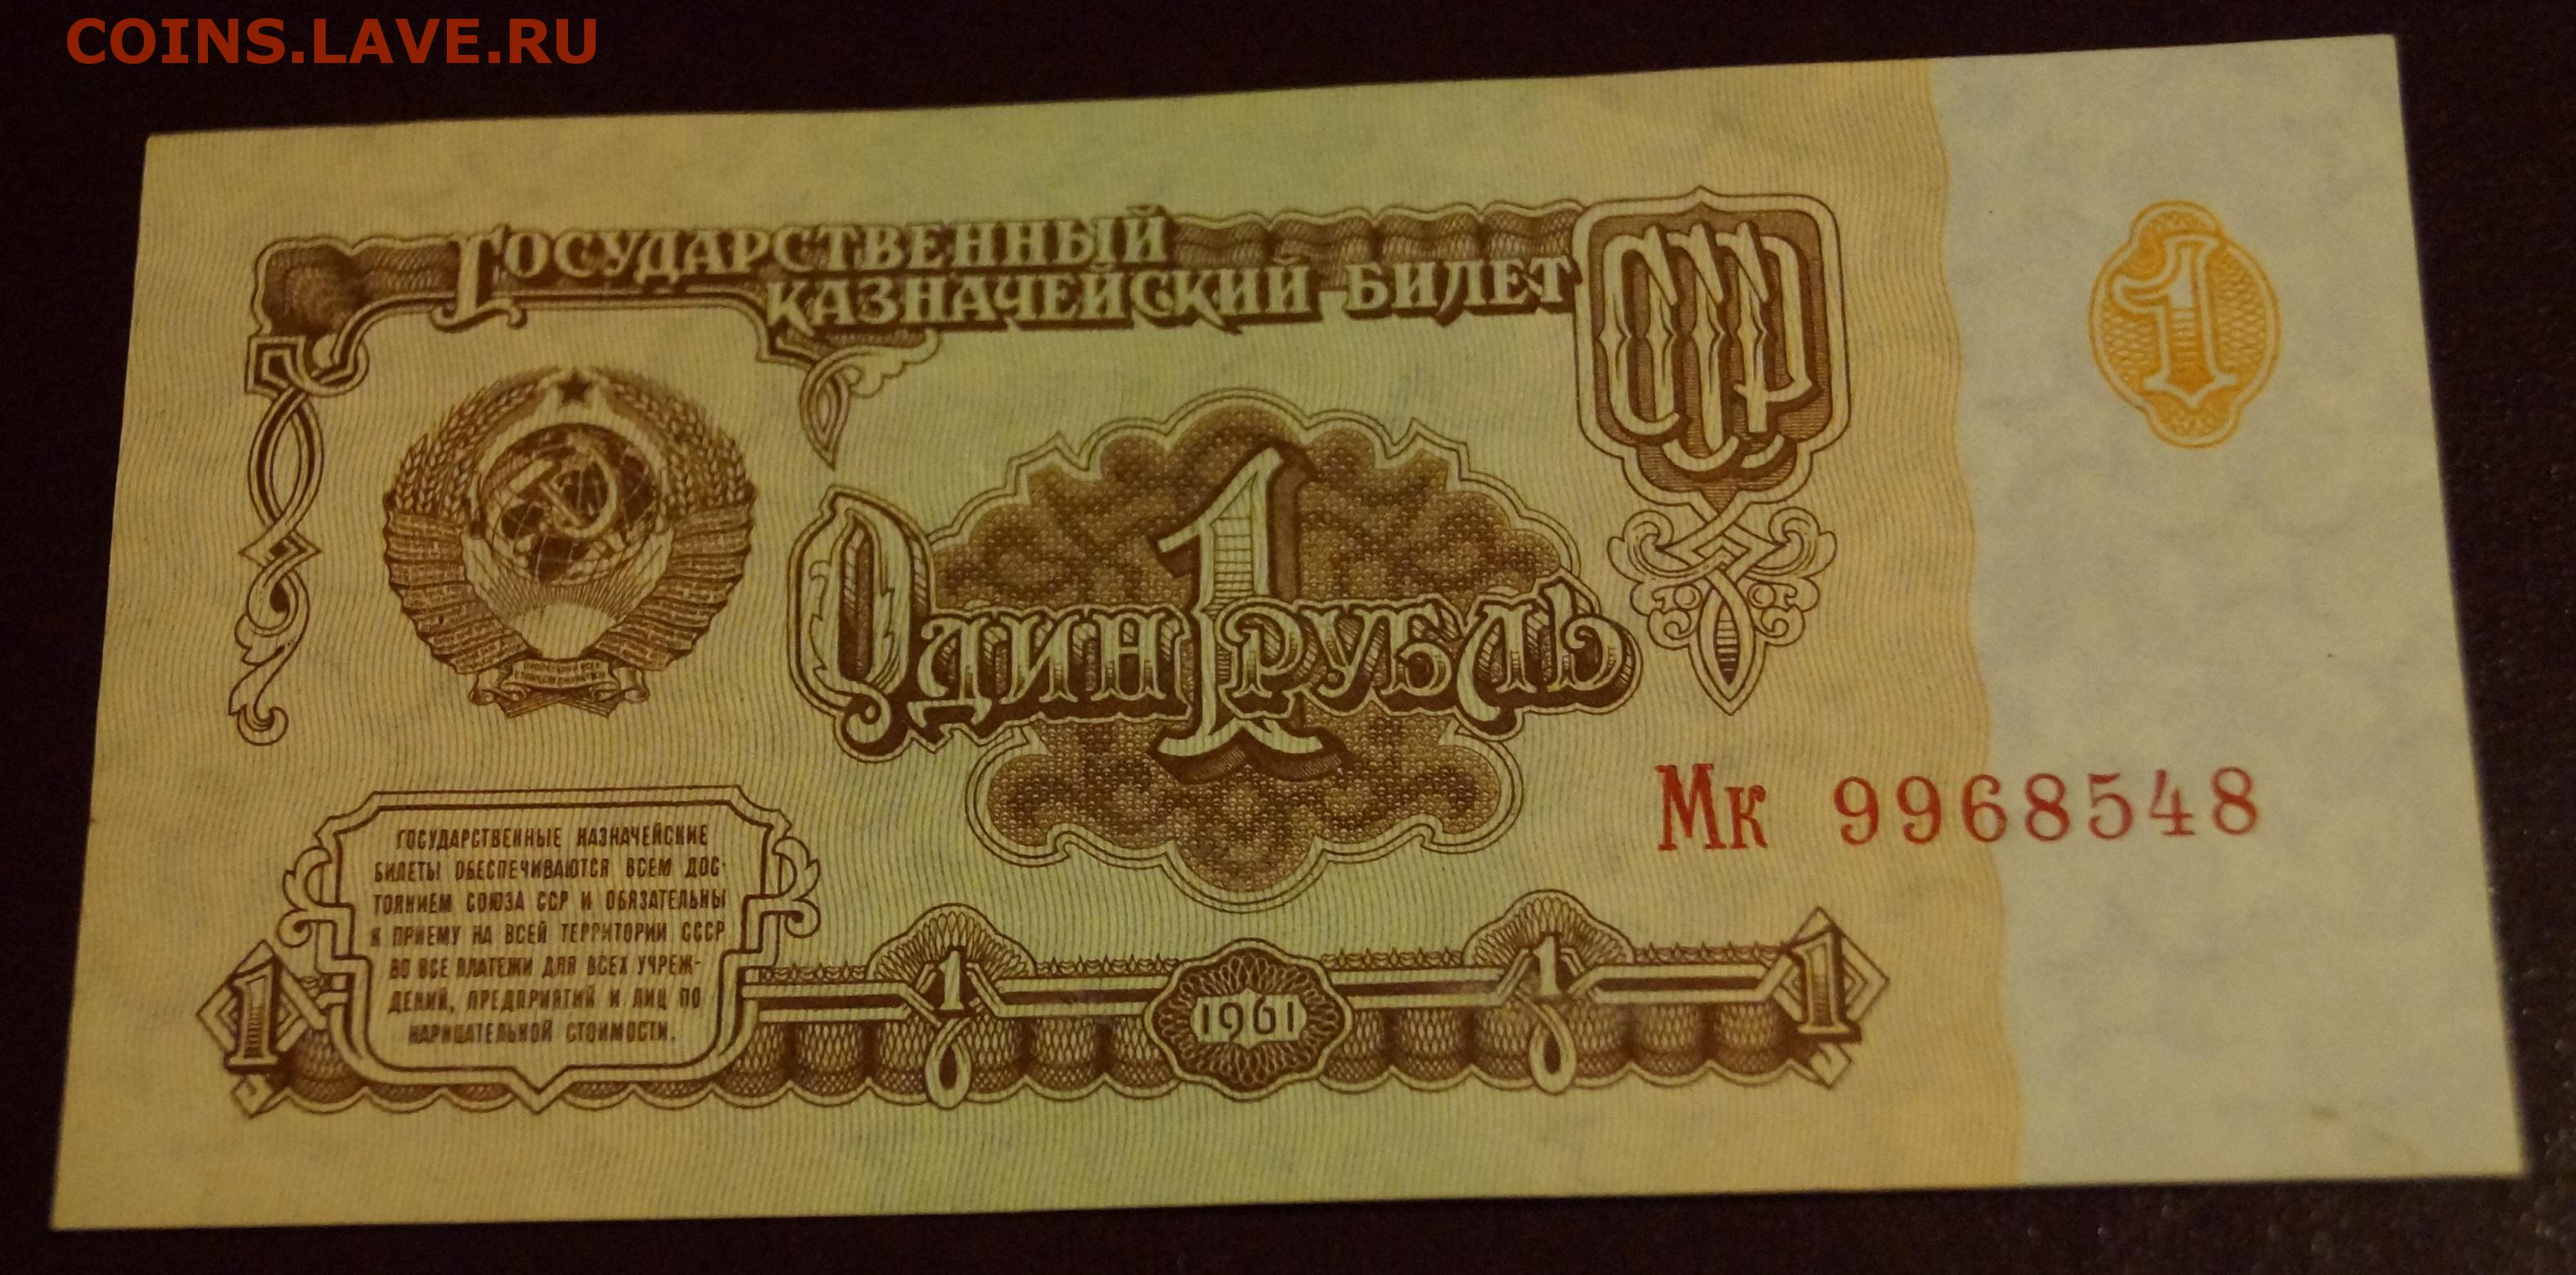 COINS.LAVE.RU
ГОСУДАРСТВЕННЫЙ
КАЗНАЧЕЙСКИЙ БИЛЕТ
СССР
1
1
ОДИН РУБЛЬ
Мк 9968548
ГОСУДАРСТВЕННЫЕ КАЗНАЧЕЙСКИЕ
БИЛЕТЫ ОБЕСПЕЧИВАЮТСЯ ВСЕМ ДОС-
ТОЯНИЕМ СОЮЗА ССР И ОБЯЗАТЕЛЬНЫ
К ПРИЕМУ НА ВСЕЙ ТЕРРИТОРИИ СССР
ВО ВСЕ ПЛАТЕЖИ ДЛЯ ВСЕХ УЧРЕЖ-
ДЕНИЙ, ПРЕДПРИЯТИЙ И ЛИЦ ПО
НАРИЦАТЕЛЬНОЙ СТОИМОСТИ.
1 1 1961 1 1